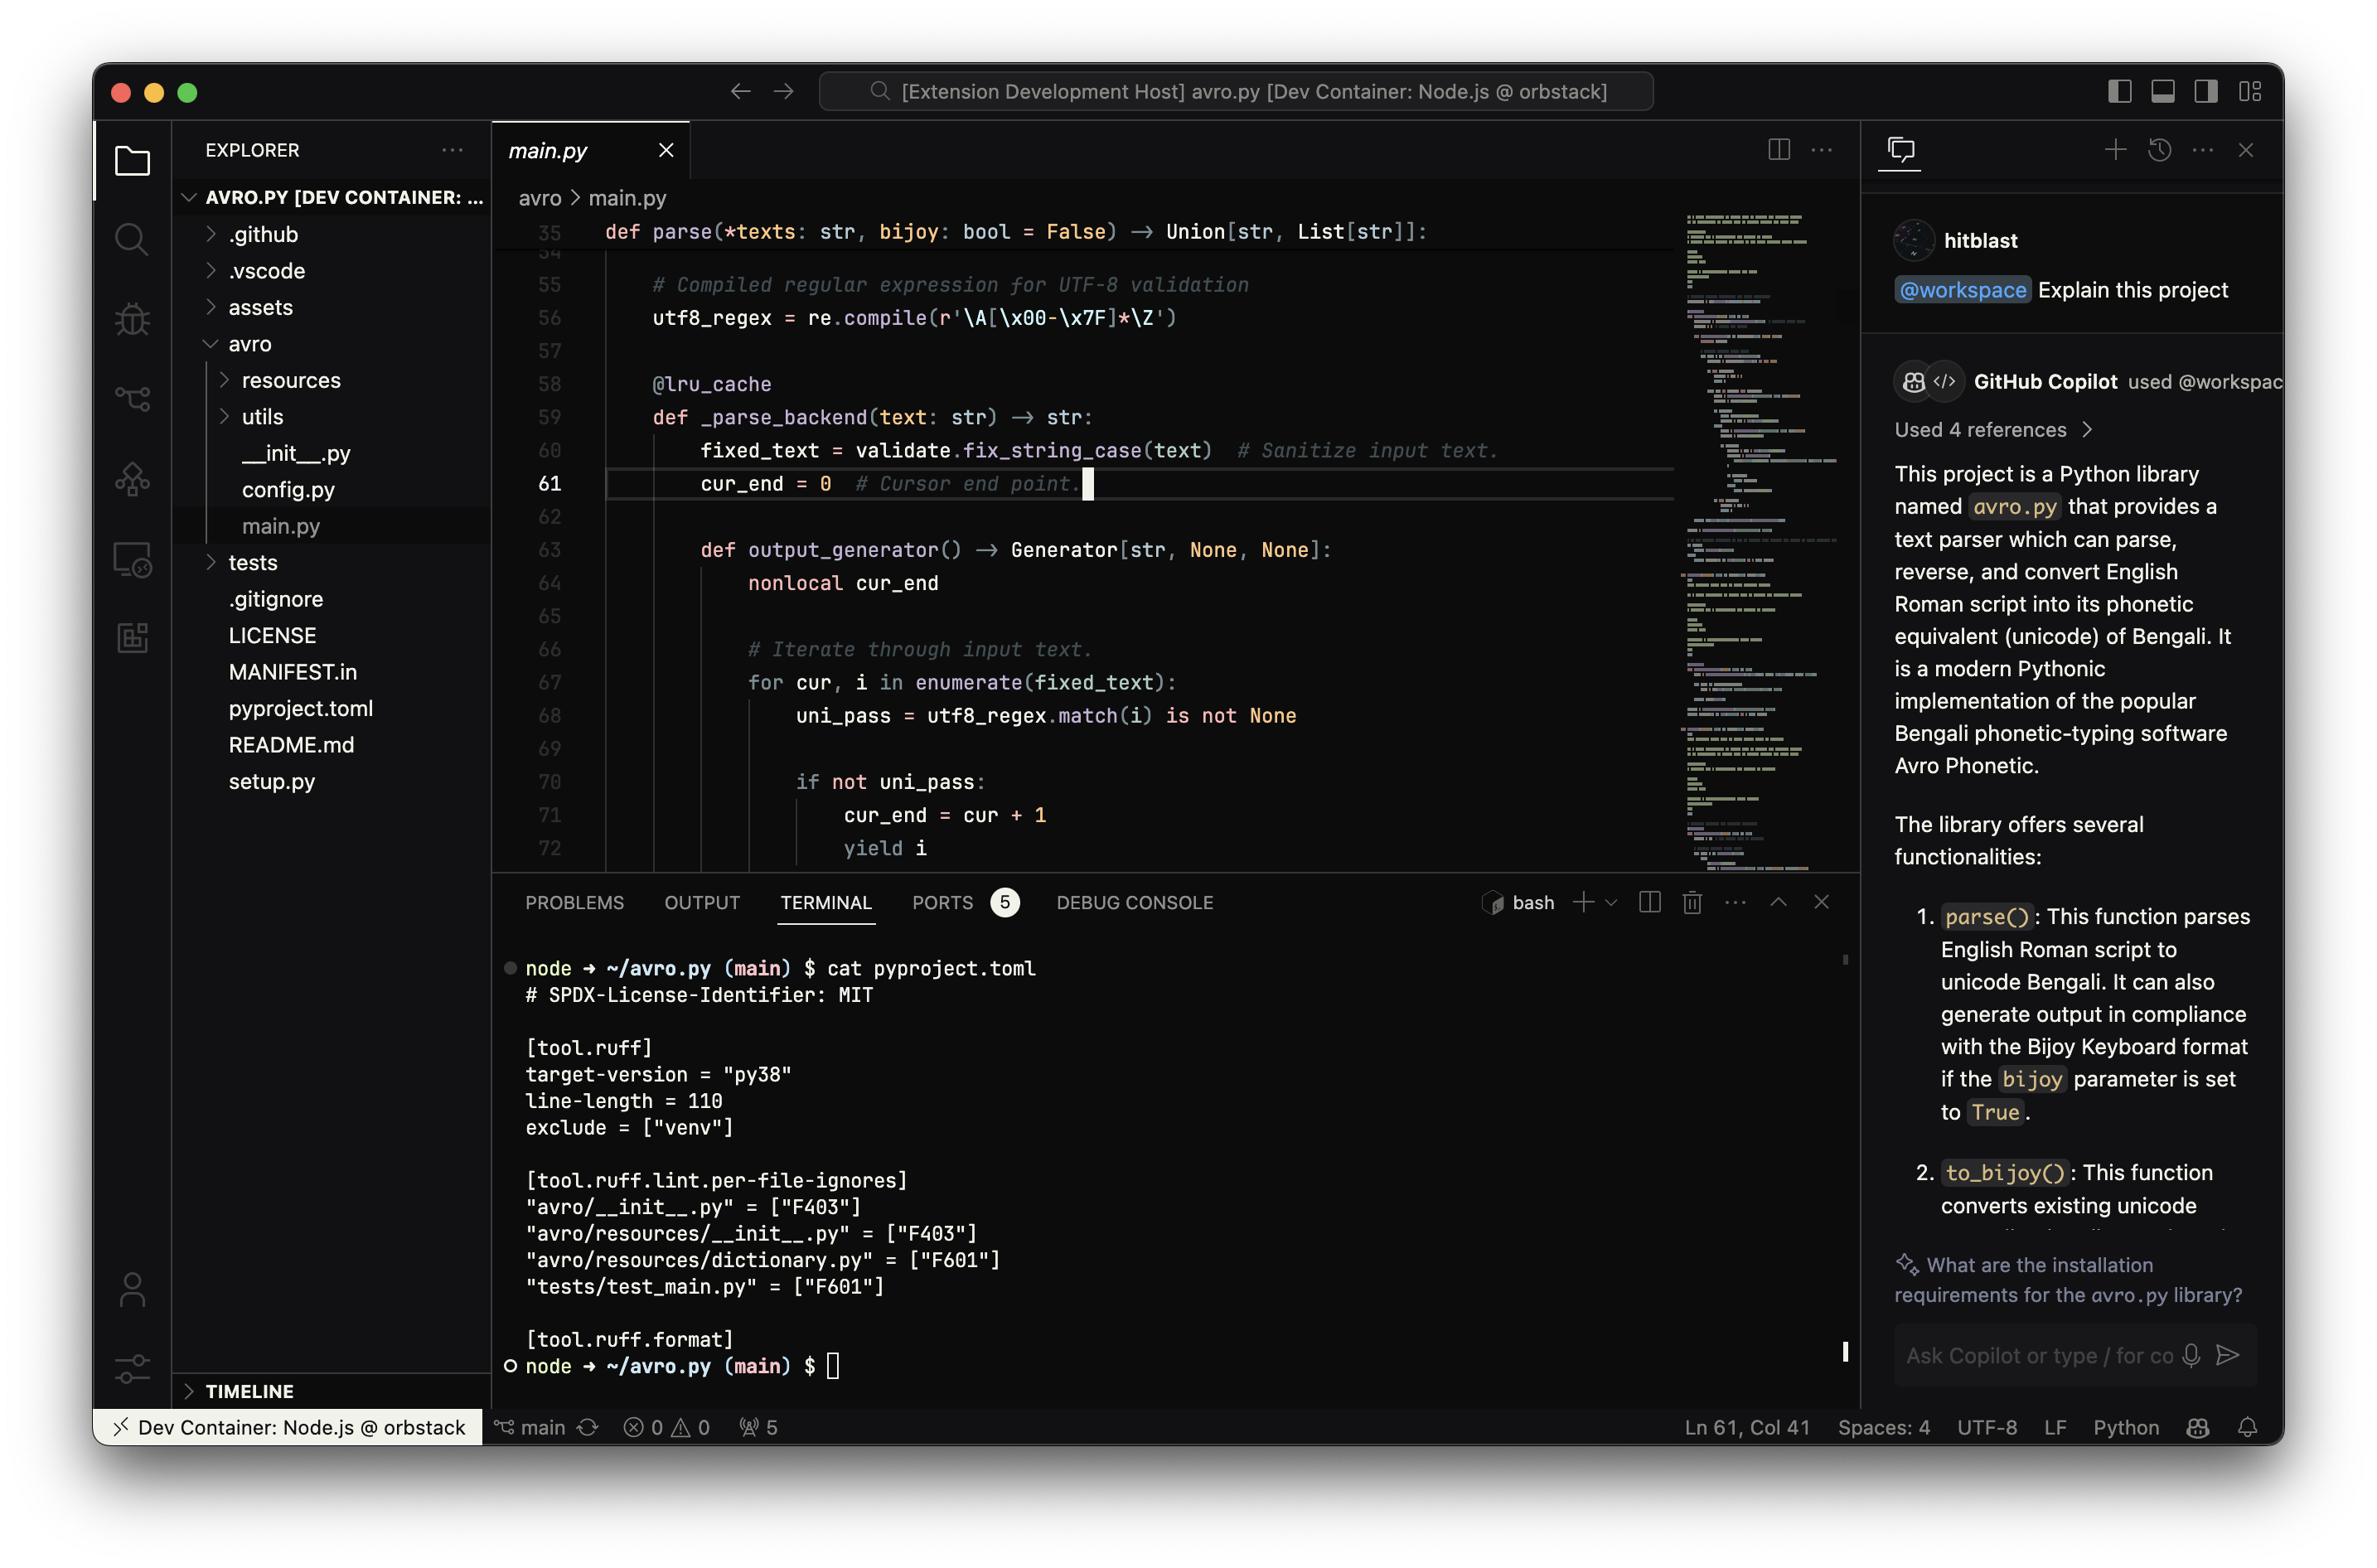 [Extension Development Host] avro.py [Dev Container: Node.js @ orbstack]
EXPLORER
AVRO.PY [DEV CONTAINER: ...
.github
.vscode
assets
avro
resources
utils
__init__.py
config.py
main.py
tests
.gitignore
LICENSE
MANIFEST.in
pyproject.toml
README.md
setup.py
TIMELINE
main.py
avro > main.py
35 def parse(*texts: str, bijoy: bool = False) -> Union[str, List[str]]:
54
55 # Compiled regular expression for UTF-8 validation
56 utf8_regex = re.compile(r'\A[\x00-\x7F]*\Z')
57
58 @lru_cache
59 def _parse_backend(text: str) -> str:
60 fixed_text = validate.fix_string_case(text)  # Sanitize input text.
61 cur_end = 0  # Cursor end point.
62
63 def output_generator() -> Generator[str, None, None]:
64 nonlocal cur_end
65
66 # Iterate through input text.
67 for cur, i in enumerate(fixed_text):
68 uni_pass = utf8_regex.match(i) is not None
69
70 if not uni_pass:
71 cur_end = cur + 1
72 yield i
PROBLEMS OUTPUT TERMINAL PORTS 5 DEBUG CONSOLE
bash
node ➜ ~/avro.py (main) $ cat pyproject.toml
# SPDX-License-Identifier: MIT
[tool.ruff]
target-version = "py38"
line-length = 110
exclude = ["venv"]
[tool.ruff.lint.per-file-ignores]
"avro/__init__.py" = ["F403"]
"avro/resources/__init__.py" = ["F403"]
"avro/resources/dictionary.py" = ["F601"]
"tests/test_main.py" = ["F601"]
[tool.ruff.format]
node ➜ ~/avro.py (main) $
hitblast
@workspace Explain this project
GitHub Copilot used @workspac
Used 4 references >
This project is a Python library
named avro.py that provides a
text parser which can parse,
reverse, and convert English
Roman script into its phonetic
equivalent (unicode) of Bengali. It
is a modern Pythonic
implementation of the popular
Bengali phonetic-typing software
Avro Phonetic.
The library offers several
functionalities:
1. parse(): This function parses
English Roman script to
unicode Bengali. It can also
generate output in compliance
with the Bijoy Keyboard format
if the bijoy parameter is set
to True.
2. to_bijoy(): This function
converts existing unicode
What are the installation
requirements for the avro.py library?
Ask Copilot or type / for co
Dev Container: Node.js @ orbstack
main
0 0
5
Ln 61, Col 41
Spaces: 4
UTF-8
LF
Python